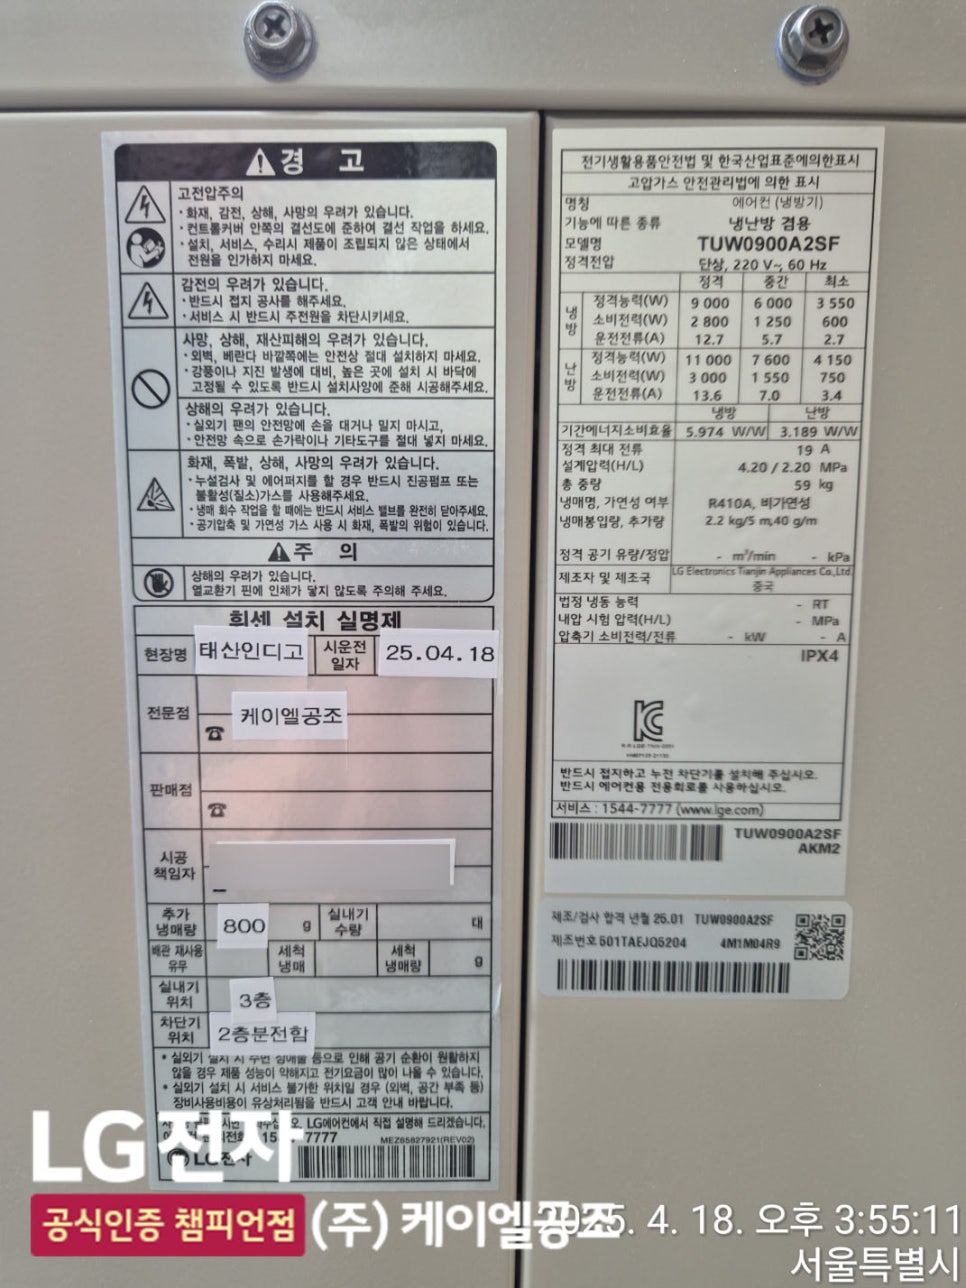 경 고
고전압주의
· 화재, 감전, 상해, 사망의 우려가 있습니다.
· 컨트롤커버 안쪽의 결선도에 준하여 결선 작업을 하세요.
· 설치, 서비스, 수리시 제품이 조립되지 않은 상태에서
전원을 인가하지 마세요.
감전의 우려가 있습니다.
· 반드시 접지 공사를 해주세요.
· 서비스 시 반드시 주전원을 차단시키세요.
사망, 상해, 재산피해의 우려가 있습니다.
· 외벽, 베란다 바깥쪽에는 안전상 절대 설치하지 마세요.
· 강풍이나 지진 발생에 대비, 높은 곳에 설치 시 바닥에
고정될 수 있도록 반드시 설치사양에 준해 시공해주세요.
상해의 우려가 있습니다.
· 실외기 팬의 안전망에 손을 대거나 밀지 마시고,
· 안전망 속으로 손가락이나 기타도구를 절대 넣지 마세요.
화재, 폭발, 상해, 사망의 우려가 있습니다.
· 누설검사 및 에어퍼지를 할 경우 반드시 진공펌프 또는
불활성(질소)가스를 사용해주세요.
· 냉매 회수 작업을 할 때에는 반드시 서비스 밸브를 완전히 닫아주세요.
· 공기압축 및 가연성 가스 사용 시 화재, 폭발의 위험이 있습니다.
주 의
상해의 우려가 있습니다.
열교환기 핀에 인체가 닿지 않도록 주의해 주세요.
휘센 설치 실명제
현장명 태산인디고 시운전 일자 25.04.18
전문점 케이엘공조
☎
판매점
☎
시공
책임자
추가 냉매량 800 g 실내기 수량 대
배관 재사용 유무 세척 냉매 세척 냉매량 g
실내기 위치 3층
차단기 위치 2층분전함
* 실외기 설치 시 주변 장애물 등으로 인해 공기 순환이 원활하지
않을 경우 제품 성능이 약해지고 전기요금이 많이 나올 수 있습니다.
* 실외기 설치 시 서비스 불가한 위치일 경우 (외벽, 공간 부족 등)
장비사용비용이 유상처리됨을 반드시 고객 안내 바랍니다.
LG에어컨에서 직접 설명해 드리겠습니다.
7777
MEZ65827921(REV02)
전기생활용품안전법 및 한국산업표준에의한표시
고압가스 안전관리법에 의한 표시
명칭 에어컨 (냉방기)
기능에 따른 종류 냉난방 겸용
모델명 TUW0900A2SF
정격전압 단상, 220 V~, 60 Hz
정격 중간 최소
냉방 정격능력(W) 9 000 6 000 3 550
소비전력(W) 2 800 1 250 600
운전전류(A) 12.7 5.7 2.7
난방 정격능력(W) 11 000 7 600 4 150
소비전력(W) 3 000 1 550 750
운전전류(A) 13.6 7.0 3.4
냉방 난방
기간에너지소비효율 5.974 W/W 3.189 W/W
정격 최대 전류 19 A
설계압력(H/L) 4.20 / 2.20 MPa
총 중량 59 kg
냉매명, 가연성 여부 R410A, 비가연성
냉매봉입량, 추가량 2.2 kg/5 m,40 g/m
정격 공기 유량/정압 - m³/min - kPa
제조자 및 제조국 LG Electronics Tianjin Appliances Co.,Ltd.
중국
법정 냉동 능력 - RT
내압 시험 압력(H/L) - MPa
압축기 소비전력/전류 - kW - A
IPX4
반드시 접지하고 누전 차단기를 설치해 주십시오.
반드시 에어컨용 전용회로를 사용하십시오.
서비스 : 1544-7777 (www.lge.com)
TUW0900A2SF
AKM2
제조/검사 합격 년월 25.01 TUW0900A2SF
제조번호 501TAEJQ5204 4M1M04R9
LG전자
LG전자
공식인증 챔피언점 (주) 케이엘공조
2025. 4. 18. 오후 3:55:11
서울특별시